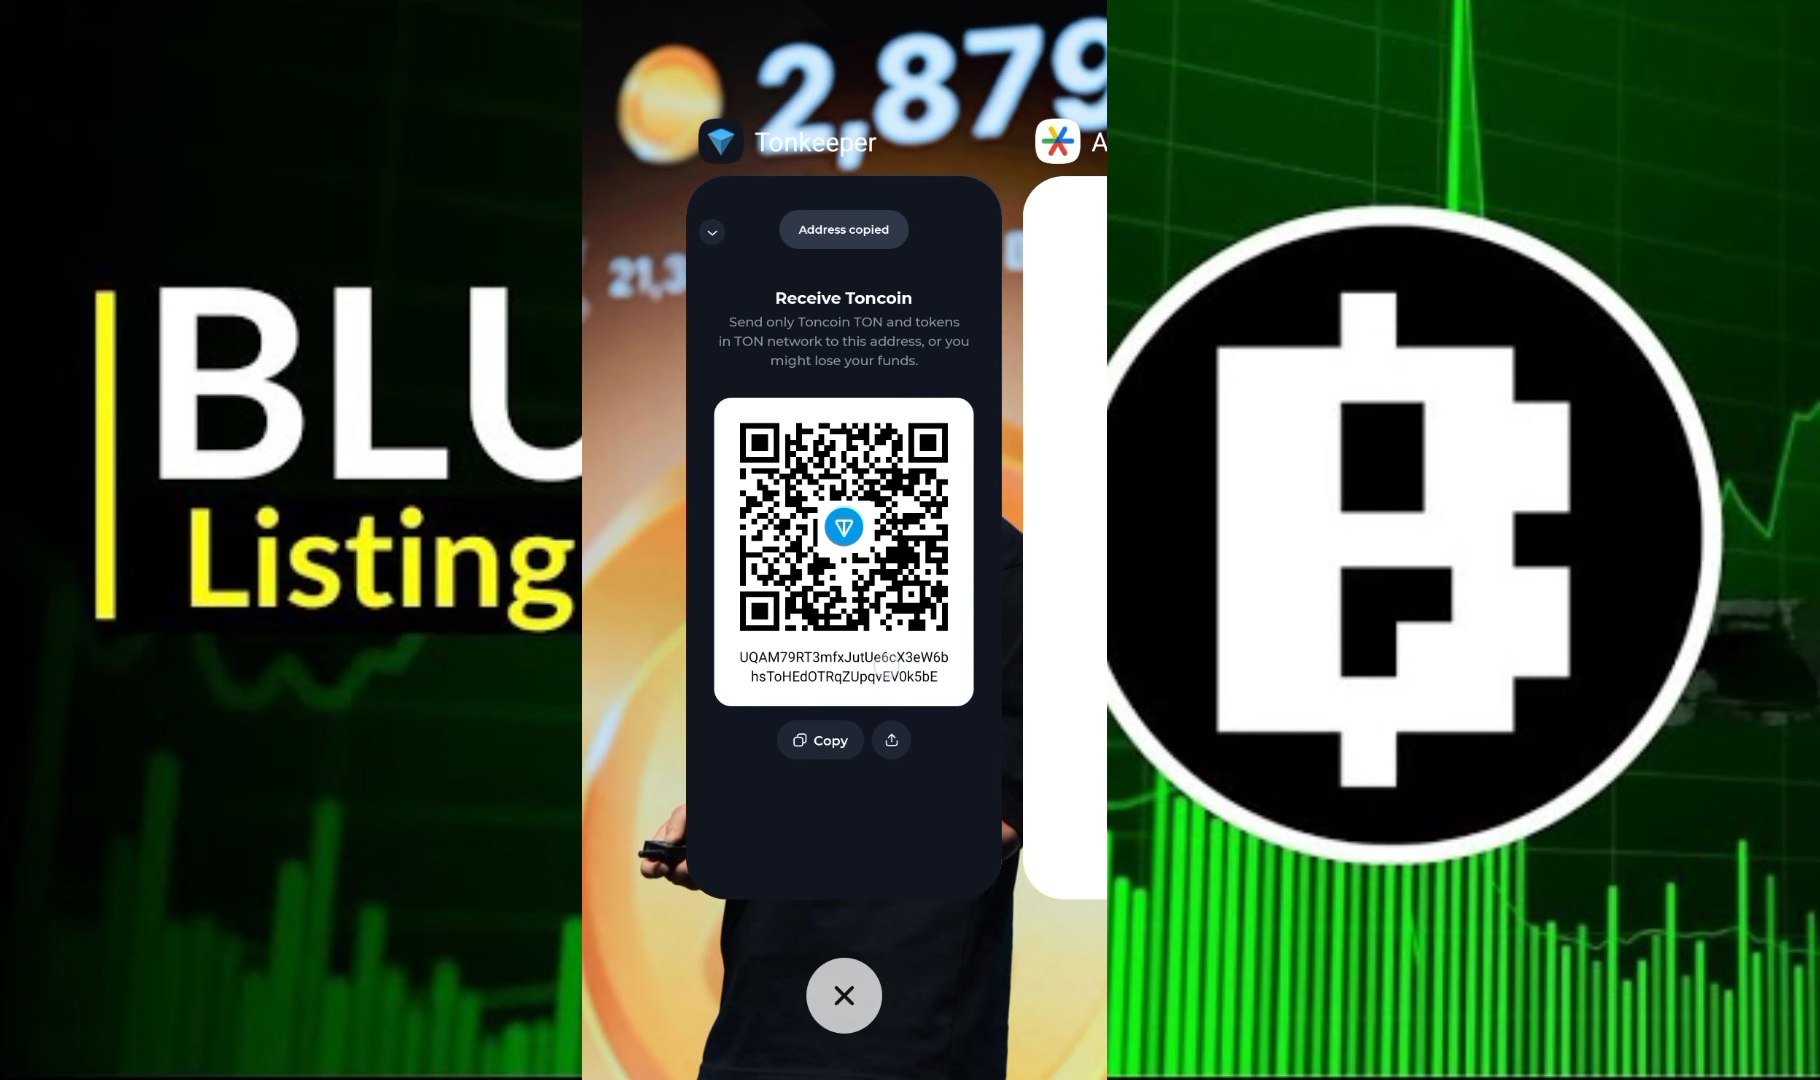 BLU
Listing
2,879
Tonkeeper
A
21,3
Address copied
Receive Toncoin
Send only Toncoin TON and tokens
in TON network to this address, or you
might lose your funds.
UQAM79RT3mfxJutUe6cX3eW6b
hsToHEdOTRqZUpqvEV0k5bE
Copy